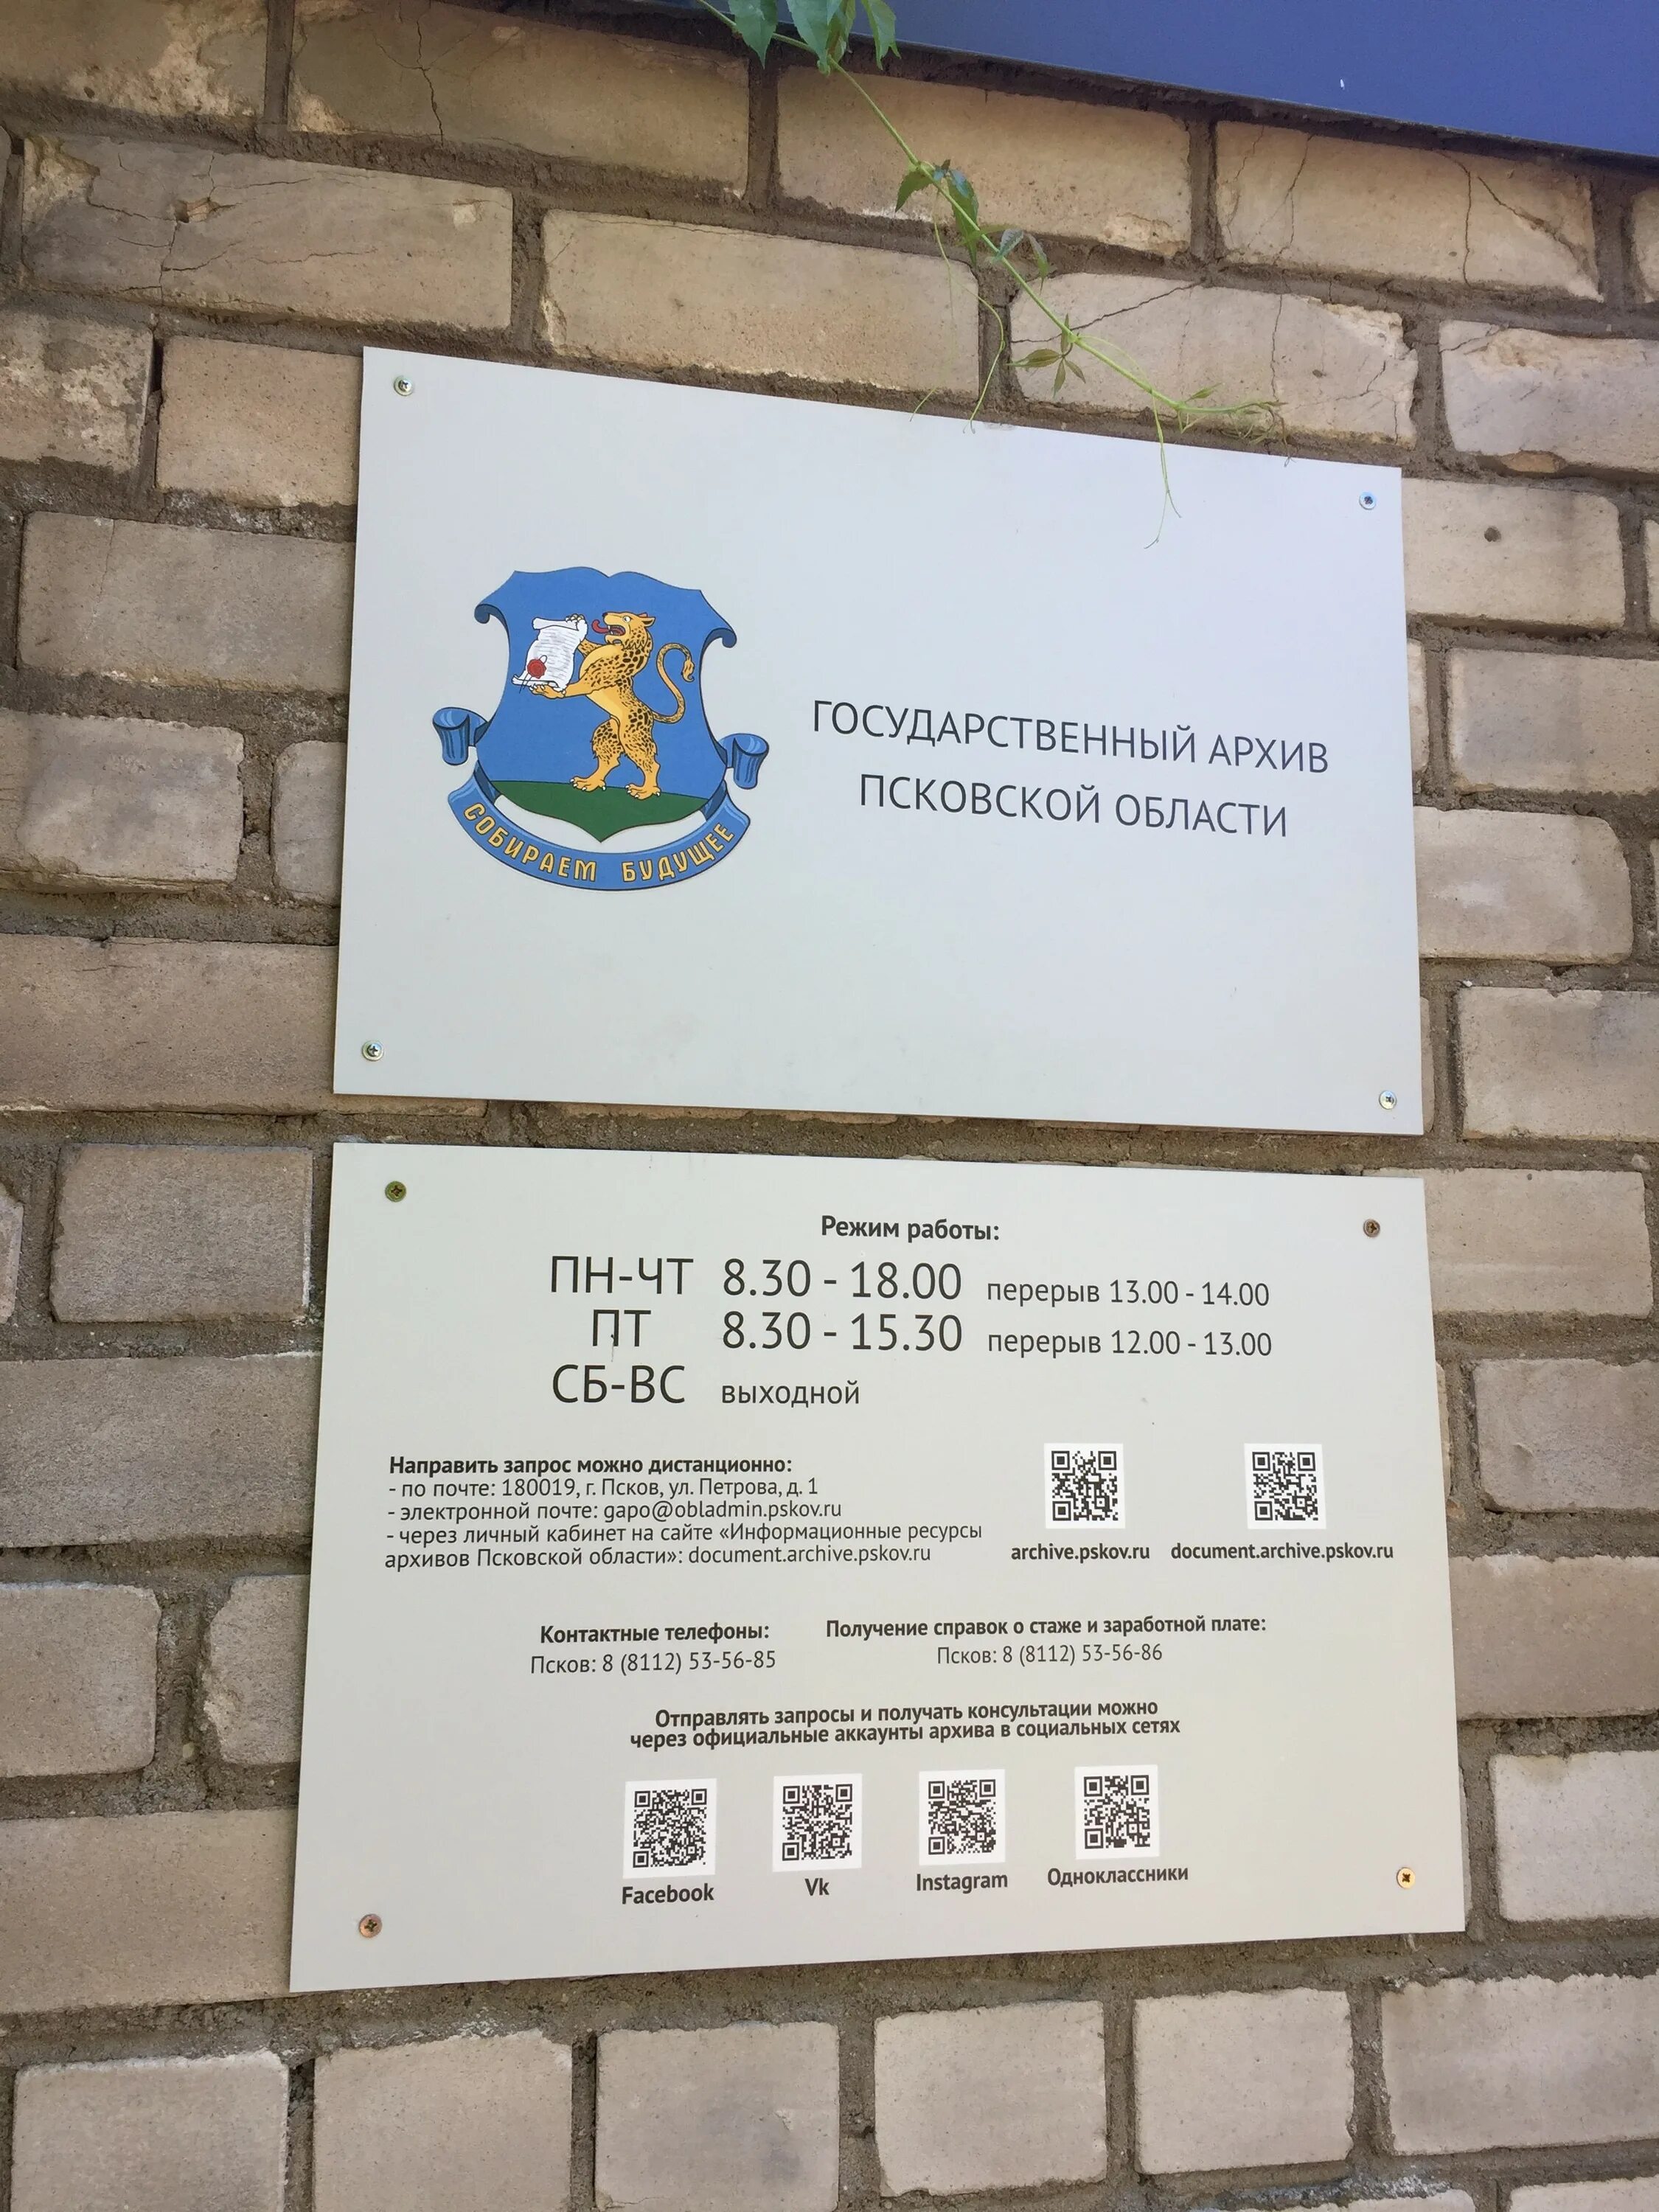 СОБИРАЕМ БУДУЩЕЕ
ГОСУДАРСТВЕННЫЙ АРХИВ
ПСКОВСКОЙ ОБЛАСТИ
Режим работы:
ПН-ЧТ 8.30 - 18.00 перерыв 13.00 - 14.00
ПТ 8.30 - 15.30 перерыв 12.00 - 13.00
СБ-ВС выходной
Направить запрос можно дистанционно:
- по почте: 180019, г. Псков, ул. Петрова, д. 1
- электронной почте: gapo@obladmin.pskov.ru
- через личный кабинет на сайте «Информационные ресурсы
архивов Псковской области»: document.archive.pskov.ru
archive.pskov.ru document.archive.pskov.ru
Контактные телефоны:
Псков: 8 (8112) 53-56-85
Получение справок о стаже и заработной плате:
Псков: 8 (8112) 53-56-86
Отправлять запросы и получать консультации можно
через официальные аккаунты архива в социальных сетях
Facebook Vk Instagram Одноклассники